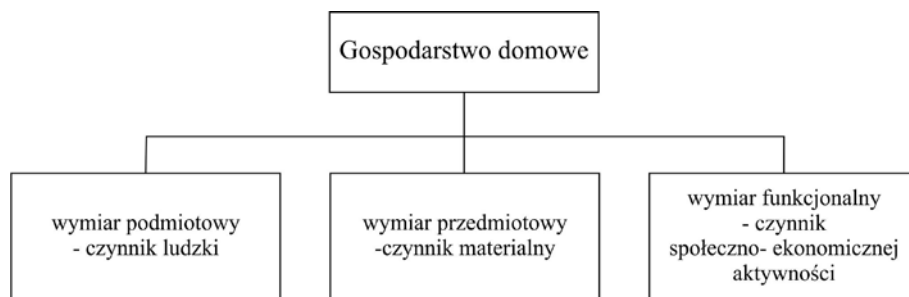 Gospodarstwo domowe
wymiar podmiotowy
- czynnik ludzki
wymiar przedmiotowy
-czynnik materialny
wymiar funkcjonalny
- czynnik
społeczno- ekonomicznej
aktywności